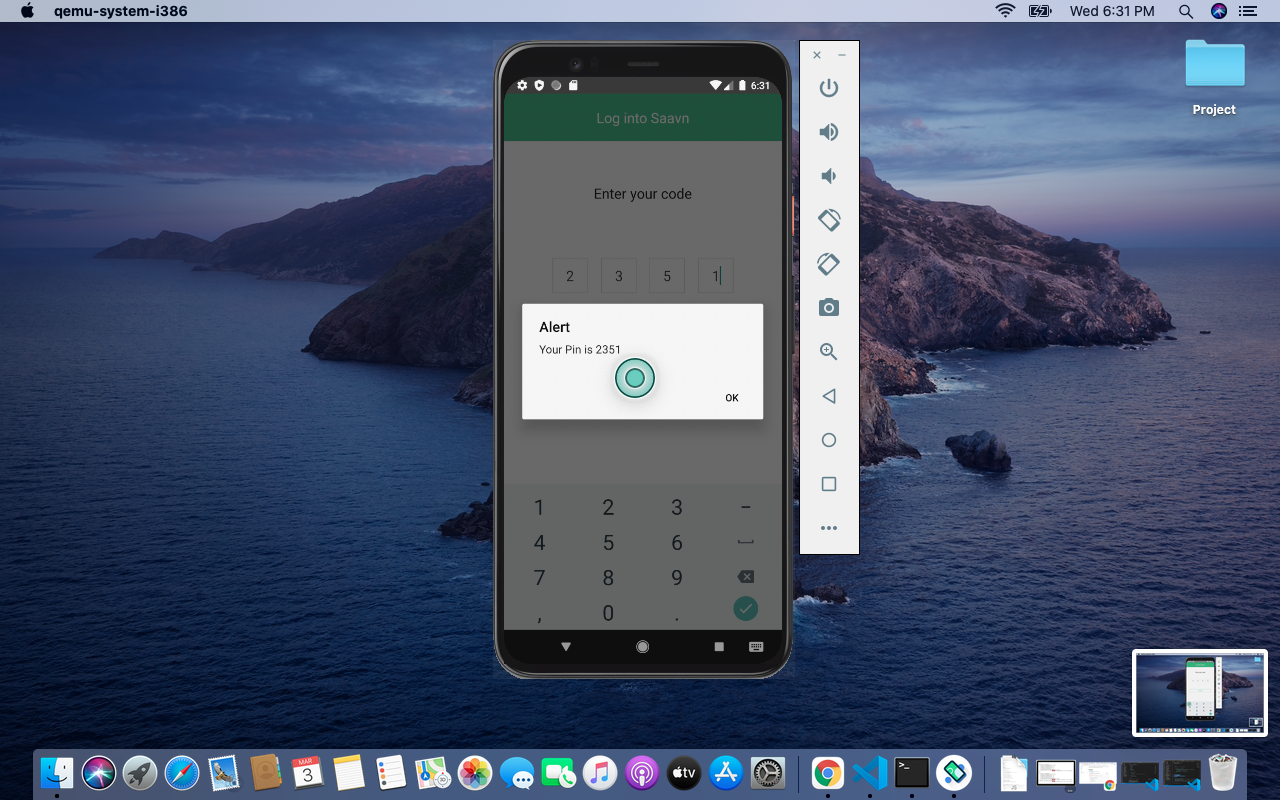 qemu-system-i386
Wed 6:31 PM
6:31
Project
Log into Saavn
Enter your code
2 3 5 1
Alert
Your Pin is 2351
OK
1 2 3 –
4 5 6
7 8 9
, 0 .
MAR
3
tv